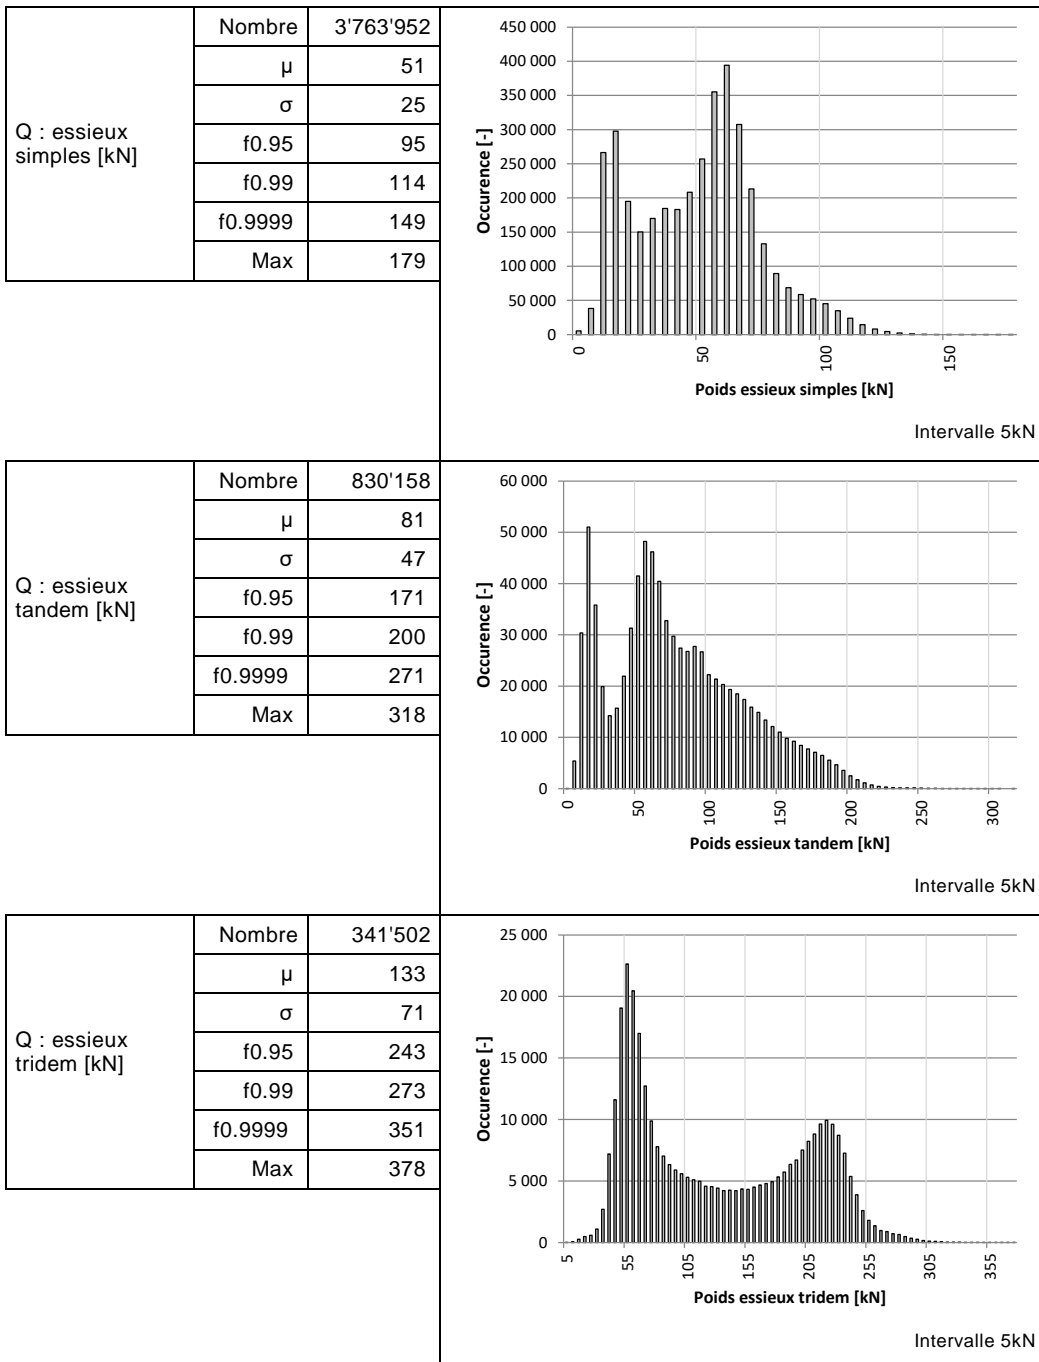 Q : essieux
simples [kN]
Nombre 3'763'952
µ 51
σ 25
f0.95 95
f0.99 114
f0.9999 149
Max 179
450 000
400 000
350 000
300 000
250 000
200 000
150 000
100 000
50 000
0
Occurence [-]
0 50 100 150
Poids essieux simples [kN]
Intervalle 5kN
Q : essieux
tandem [kN]
Nombre 830'158
µ 81
σ 47
f0.95 171
f0.99 200
f0.9999 271
Max 318
60 000
50 000
40 000
30 000
20 000
10 000
0
Occurence [-]
0 50 100 150 200 250 300
Poids essieux tandem [kN]
Intervalle 5kN
Q : essieux
tridem [kN]
Nombre 341'502
µ 133
σ 71
f0.95 243
f0.99 273
f0.9999 351
Max 378
25 000
20 000
15 000
10 000
5 000
0
Occurence [-]
5 55 105 155 205 255 305 355
Poids essieux tridem [kN]
Intervalle 5kN